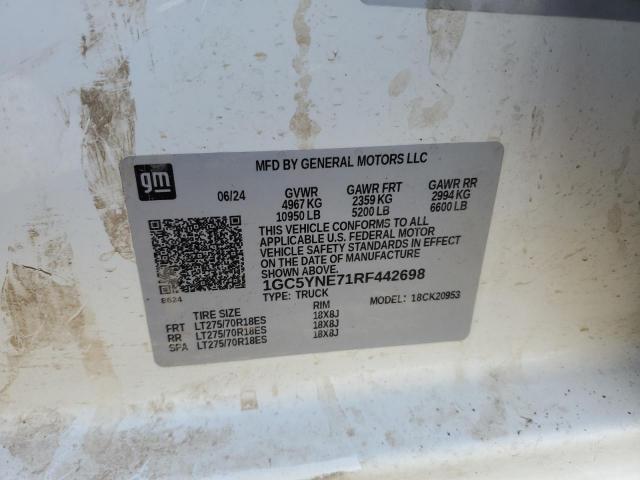 gm
MFD BY GENERAL MOTORS LLC
06/24 GVWR GAWR FRT GAWR RR
4967 KG 2359 KG 2994 KG
10950 LB 5200 LB 6600 LB
THIS VEHICLE CONFORMS TO ALL
APPLICABLE U.S. FEDERAL MOTOR
VEHICLE SAFETY STANDARDS IN EFFECT
ON THE DATE OF MANUFACTURE
SHOWN ABOVE.
1GC5YNE71RF442698
TYPE: TRUCK MODEL: 18CK20953
E624
TIRE SIZE RIM
FRT LT275/70R18ES 18X8J
RR LT275/70R18ES 18X8J
SPA LT275/70R18ES 18X8J